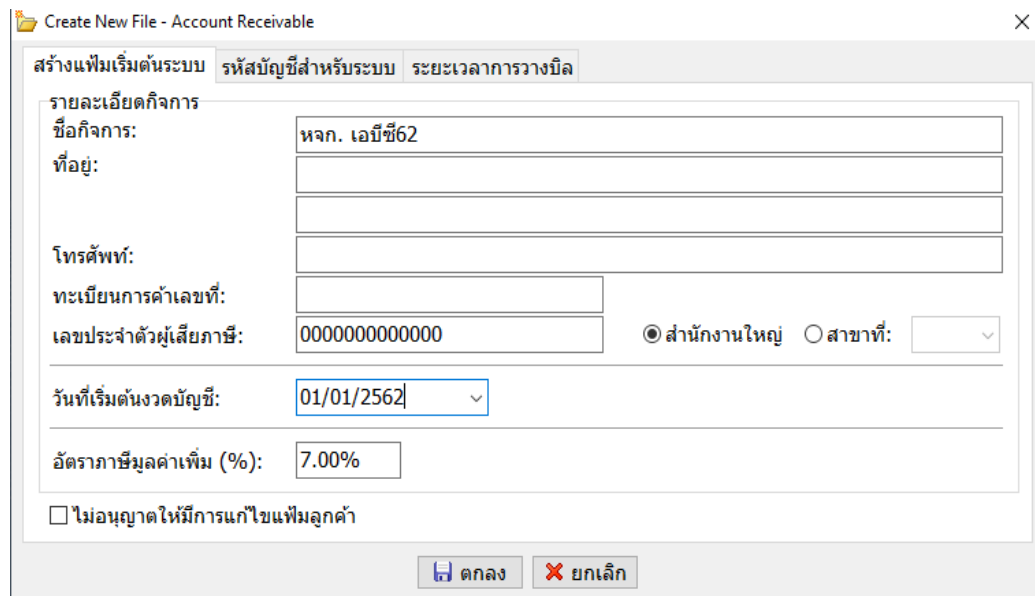 Create New File - Account Receivable
สร้างแฟ้มเริ่มต้นระบบ รหัสบัญชีสำหรับระบบ ระยะเวลาการวางบิล
รายละเอียดกิจการ
ชื่อกิจการ: หจก. เอบีซี62
ที่อยู่:
โทรศัพท์:
ทะเบียนการค้าเลขที่:
เลขประจำตัวผู้เสียภาษี: 0000000000000 สำนักงานใหญ่ สาขาที่:
วันที่เริ่มต้นงวดบัญชี: 01/01/2562
อัตราภาษีมูลค่าเพิ่ม (%): 7.00%
ไม่อนุญาตให้มีการแก้ไขแฟ้มลูกค้า
ตกลง ยกเลิก